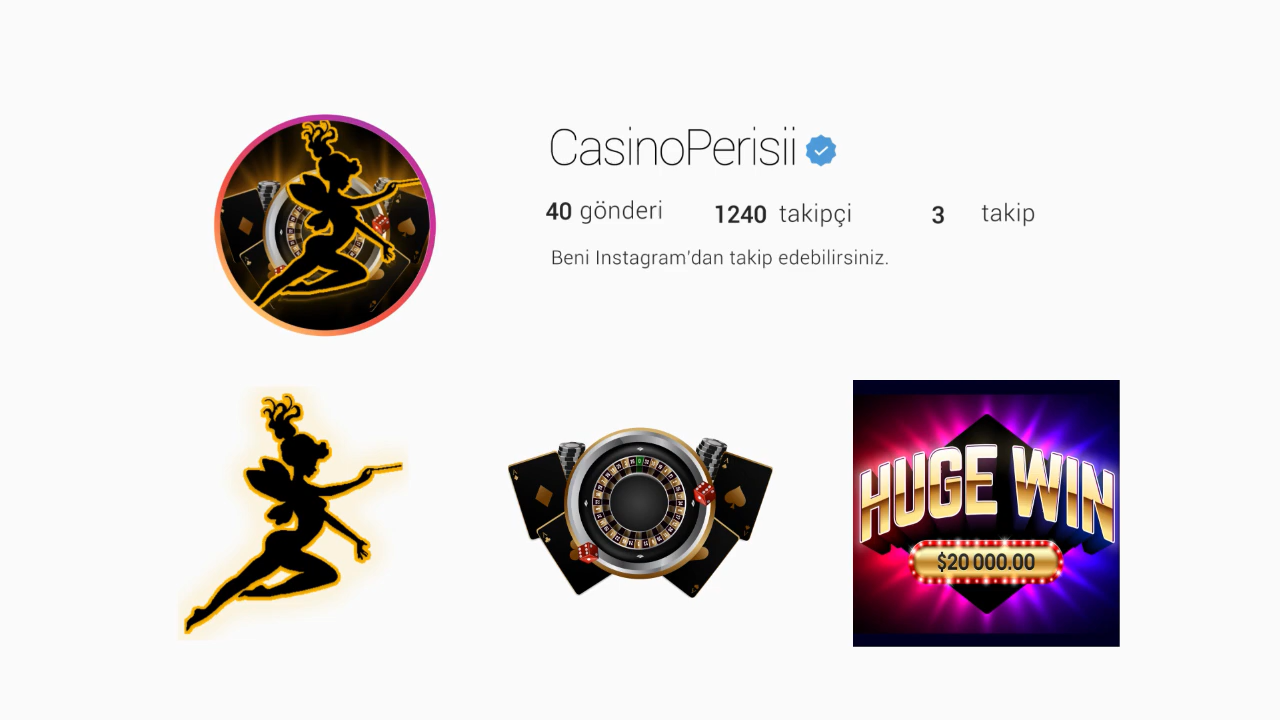 CasinoPerisii
40 gönderi 1240 takipçi 3 takip
Beni Instagram'dan takip edebilirsiniz.
HUGE WIN
$20 000.00